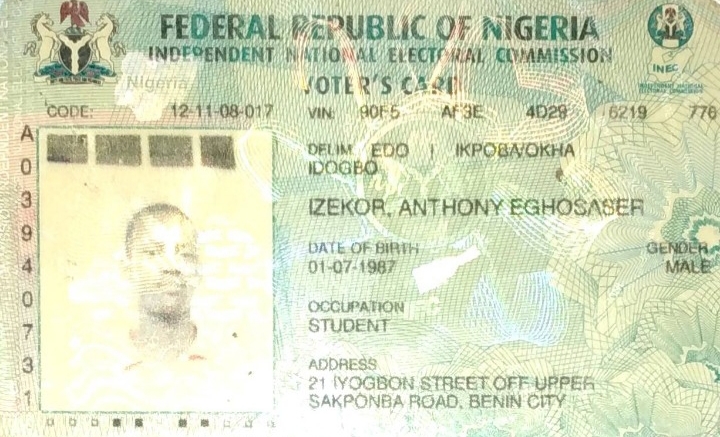 FEDERAL REPUBLIC OF NIGERIA
INDEPENDENT NATIONAL ELECTORAL COMMISSION
Nigeria
VOTER'S CARD
INEC
CODE: 12-11-08-017 VIN: 90F5 AF3E 4D29 6219 776
DELIM EDO | IKPOBA/OKHA
IDOGBO
IZEKOR, ANTHONY EGHOSASER
DATE OF BIRTH GENDER
01-07-1987 MALE
OCCUPATION
STUDENT
ADDRESS
21 IYOGBON STREET OFF UPPER
SAKPONBA ROAD, BENIN CITY
A
0
3
9
4
0
7
3
1